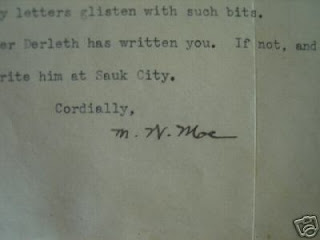 y letters glisten with such bits.
er Derleth has written you. If not, and
rite him at Sauk City.
Cordially,
M. W. Moe